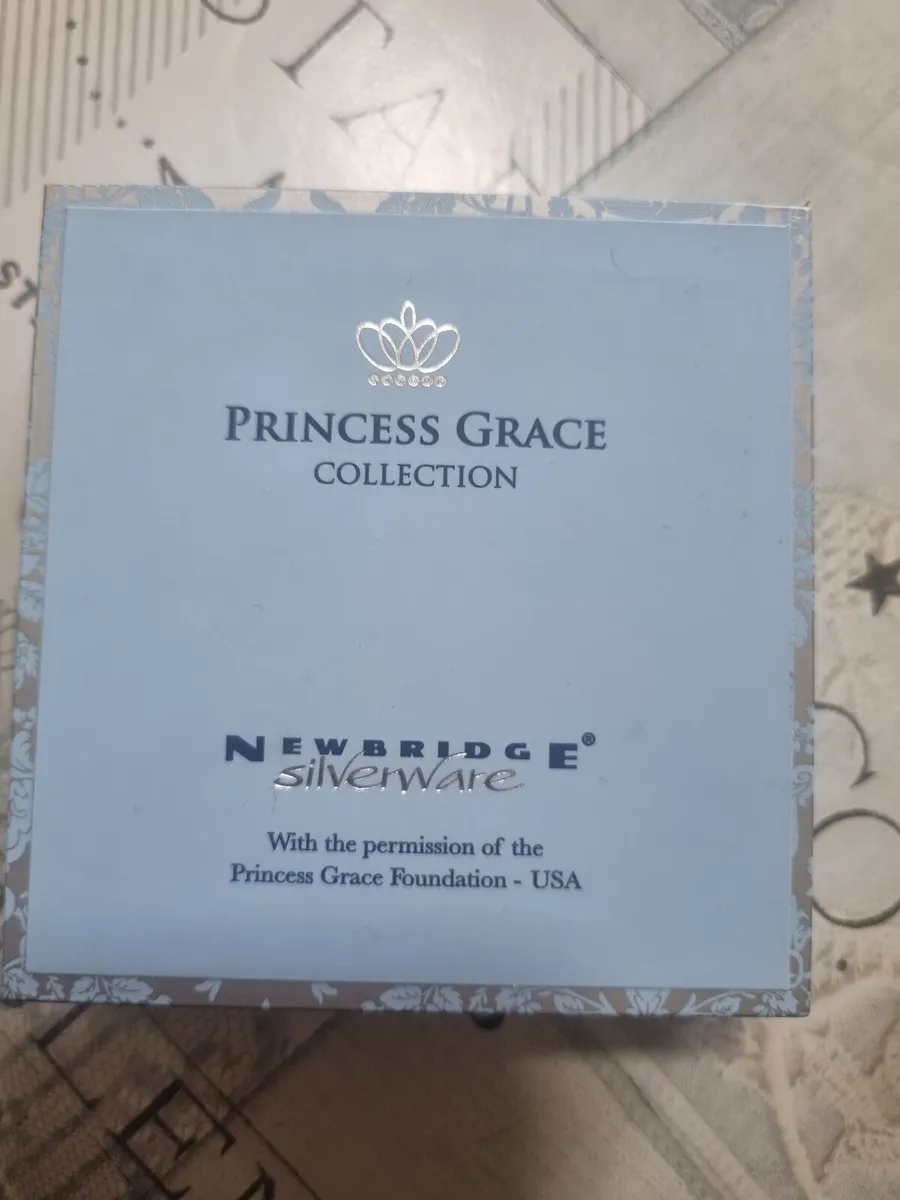 PRINCESS GRACE
COLLECTION
NEWBRIDGE®
silverware
With the permission of the
Princess Grace Foundation - USA